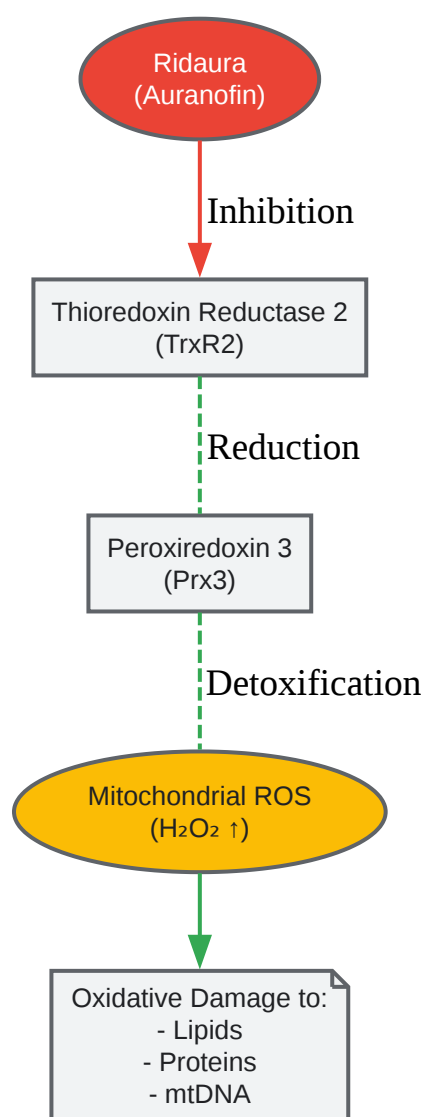 Ridaura
(Auranofin)
Inhibition
Thioredoxin Reductase 2
(TrxR2)
Reduction
Peroxiredoxin 3
(Prx3)
Detoxification
Mitochondrial ROS
(H₂O₂ ↑)
Oxidative Damage to:
- Lipids
- Proteins
- mtDNA